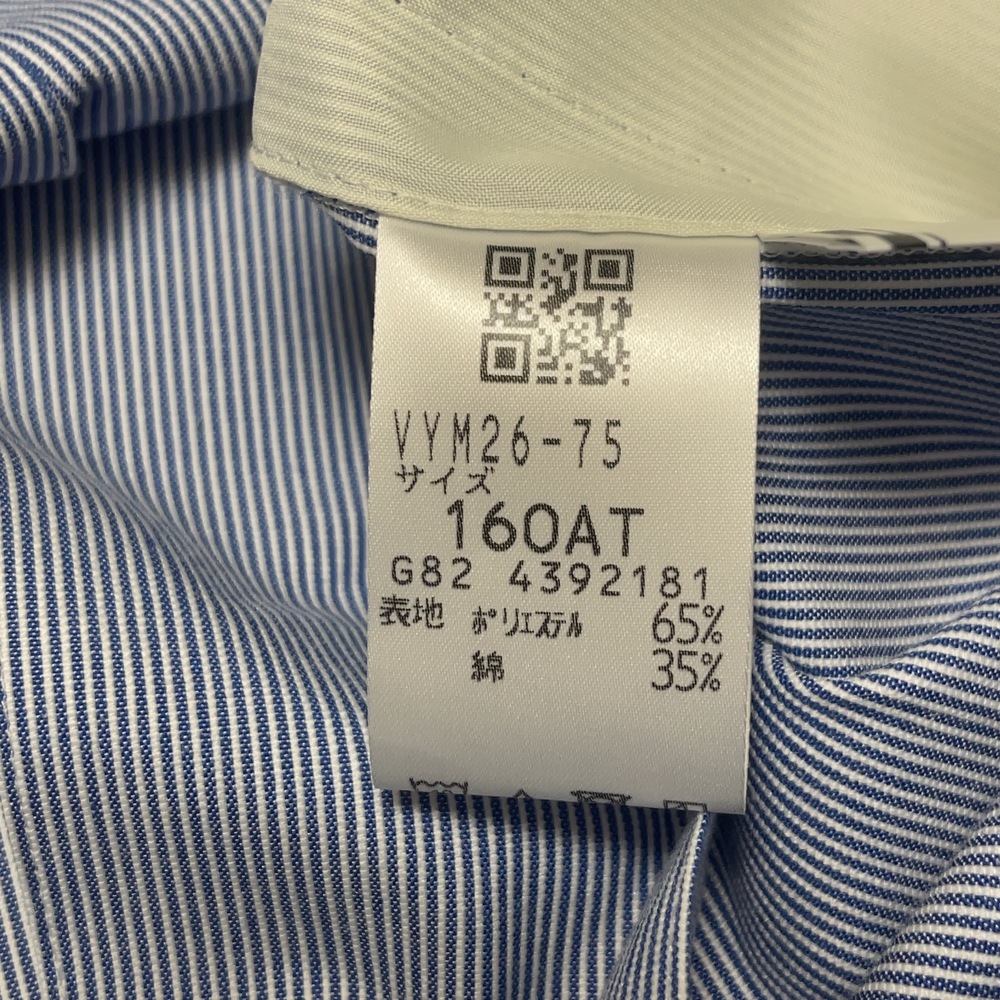 VYM26-75
サイズ
160AT
G82 4392181
表地 ポリエステル 65%
綿 35%